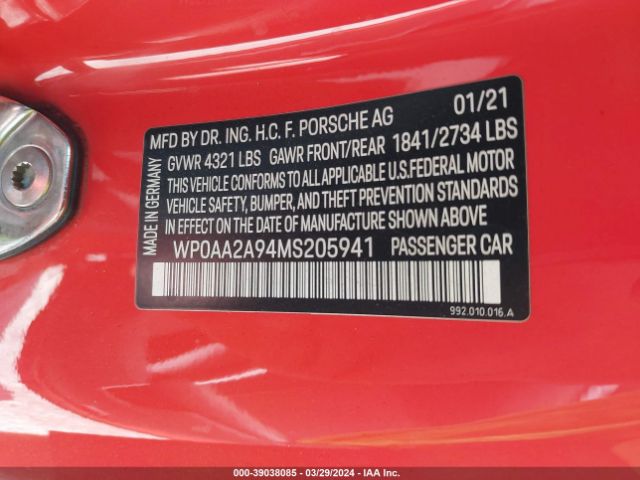 MFD BY DR. ING. H.C. F. PORSCHE AG 01/21
GVWR 4321 LBS GAWR FRONT/REAR 1841/2734 LBS
THIS VEHICLE CONFORMS TO ALL APPLICABLE U.S.FEDERAL MOTOR
VEHICLE SAFETY, BUMPER, AND THEFT PREVENTION STANDARDS
IN EFFECT ON THE DATE OF MANUFACTURE SHOWN ABOVE
MADE IN GERMANY
WP0AA2A94MS205941 PASSENGER CAR
992.010.016.A
000-39038085 - 03/29/2024 - IAA Inc.